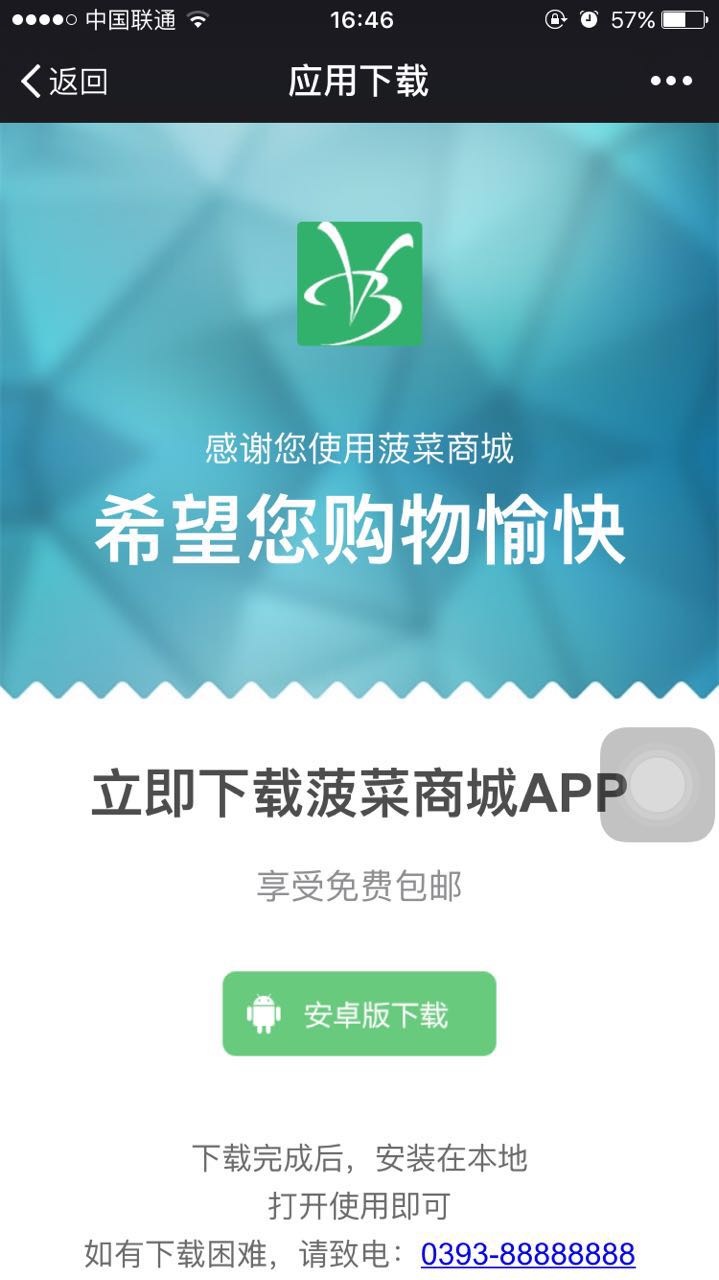 中国联通 16:46 57%
返回 应用下载
感谢您使用菠菜商城
希望您购物愉快
立即下载菠菜商城APP
享受免费包邮
安卓版下载
下载完成后，安装在本地
打开使用即可
如有下载困难，请致电：0393-88888888